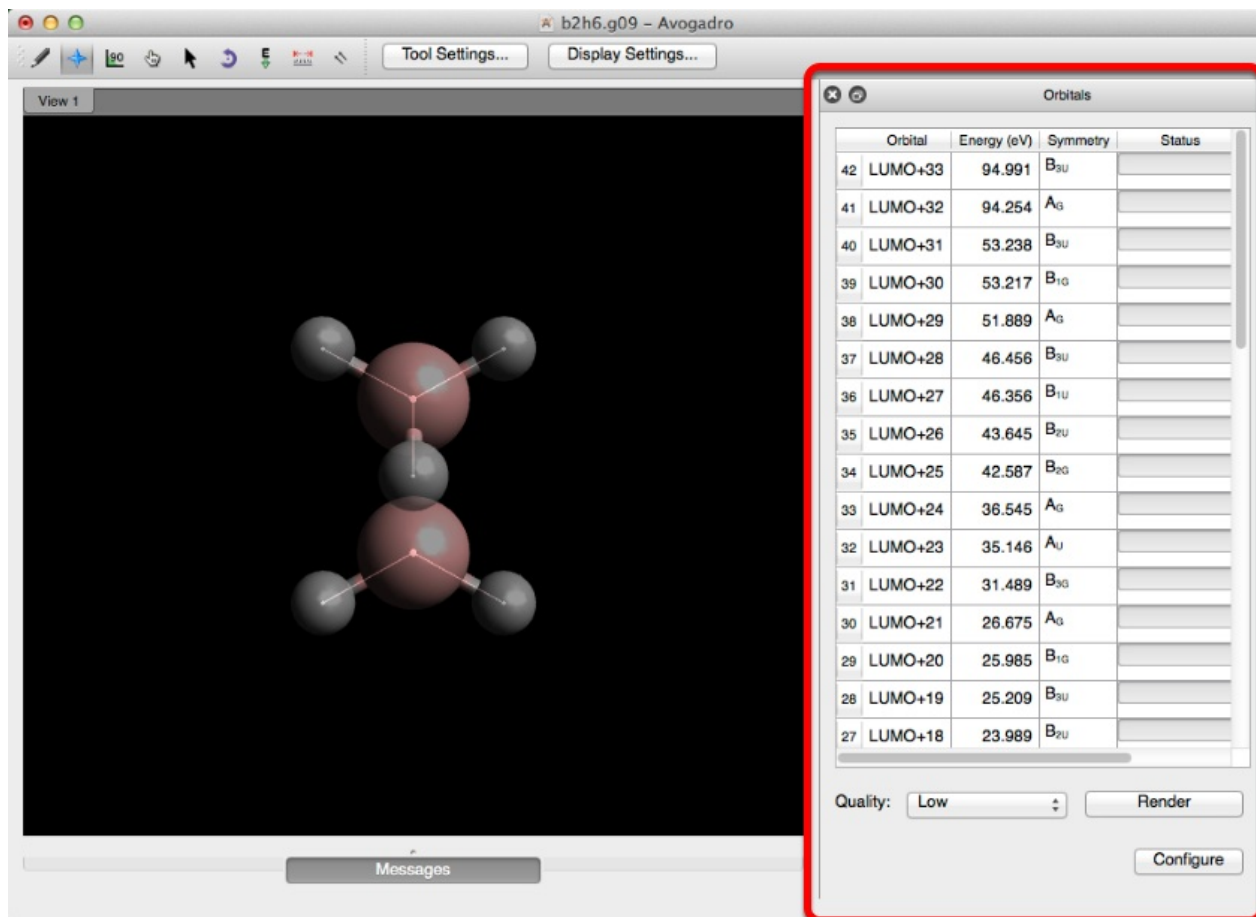 b2h6.g09 – Avogadro
90 E Tool Settings... Display Settings...
View 1
Orbitals
Orbital Energy (eV) Symmetry Status
42 LUMO+33 94.991 B3U
41 LUMO+32 94.254 AG
40 LUMO+31 53.238 B3U
39 LUMO+30 53.217 B1G
38 LUMO+29 51.889 AG
37 LUMO+28 46.456 B3U
36 LUMO+27 46.356 B1U
35 LUMO+26 43.645 B2U
34 LUMO+25 42.587 B2G
33 LUMO+24 36.545 AG
32 LUMO+23 35.146 AU
31 LUMO+22 31.489 B3G
30 LUMO+21 26.675 AG
29 LUMO+20 25.985 B1G
28 LUMO+19 25.209 B3U
27 LUMO+18 23.989 B2U
Quality: Low Render
Configure
Messages